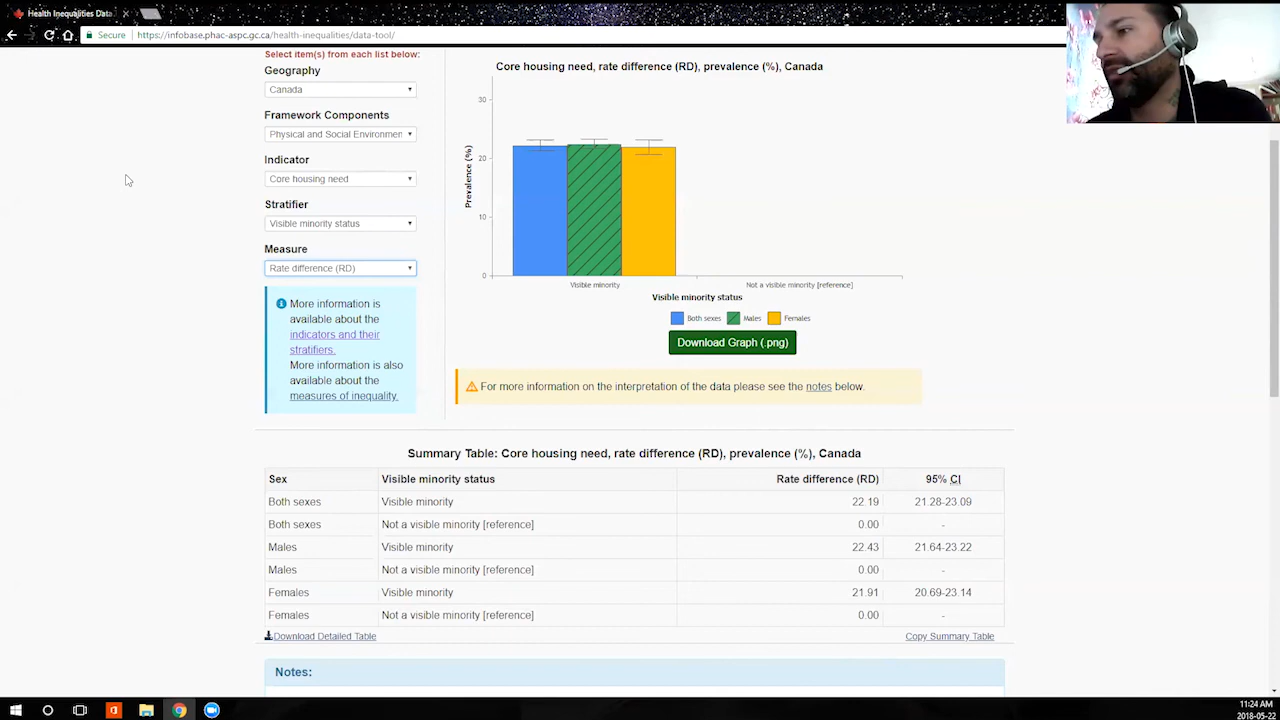 Health Inequalities Data
Secure https://infobase.phac-aspc.gc.ca/health-inequalities/data-tool/
Select item(s) from each list below:
Geography
Canada
Framework Components
Physical and Social Environmen
Indicator
Core housing need
Stratifier
Visible minority status
Measure
Rate difference (RD)
More information is
available about the
indicators and their
stratifiers.
More information is also
available about the
measures of inequality.
Core housing need, rate difference (RD), prevalence (%), Canada
Prevalence (%)
30
20
10
0
Visible minority Not a visible minority [reference]
Visible minority status
Both sexes Males Females
Download Graph (.png)
For more information on the interpretation of the data please see the notes below.
Summary Table: Core housing need, rate difference (RD), prevalence (%), Canada
Sex Visible minority status Rate difference (RD) 95% CI
Both sexes Visible minority 22.19 21.28-23.09
Both sexes Not a visible minority [reference] 0.00 -
Males Visible minority 22.43 21.64-23.22
Males Not a visible minority [reference] 0.00 -
Females Visible minority 21.91 20.69-23.14
Females Not a visible minority [reference] 0.00 -
Download Detailed Table Copy Summary Table
Notes:
11:24 AM
2018-05-22